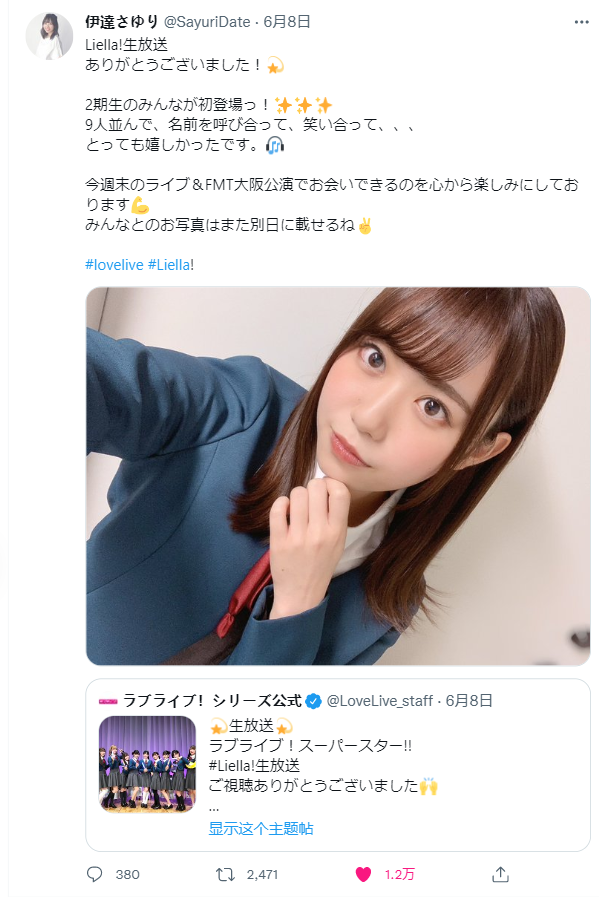 伊達さゆり @SayuriDate · 6月8日
Liella!生放送
ありがとうございました！💫
2期生のみんなが初登場っ！✨✨✨
9人並んで、名前を呼び合って、笑い合って、、、
とっても嬉しかったです。🎧
今週末のライブ＆FMT大阪公演でお会いできるのを心から楽しみにしてお
ります💪
みんなとのお写真はまた別日に載せるね✌
#lovelive #Liella!
ラブライブ！シリーズ公式 @LoveLive_staff · 6月8日
💫生放送💫
ラブライブ！スーパースター!!
#Liella!生放送
ご視聴ありがとうございました🙌
...
显示这个主题帖
380 2,471 1.2万